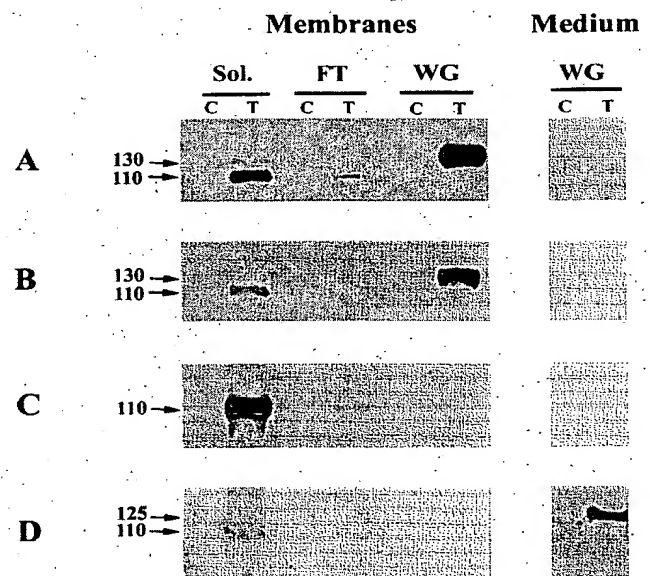 Membranes Medium
Sol. FT WG WG
C T C T C T C T
A 130
110
B 130
110
C 110
D 125
110